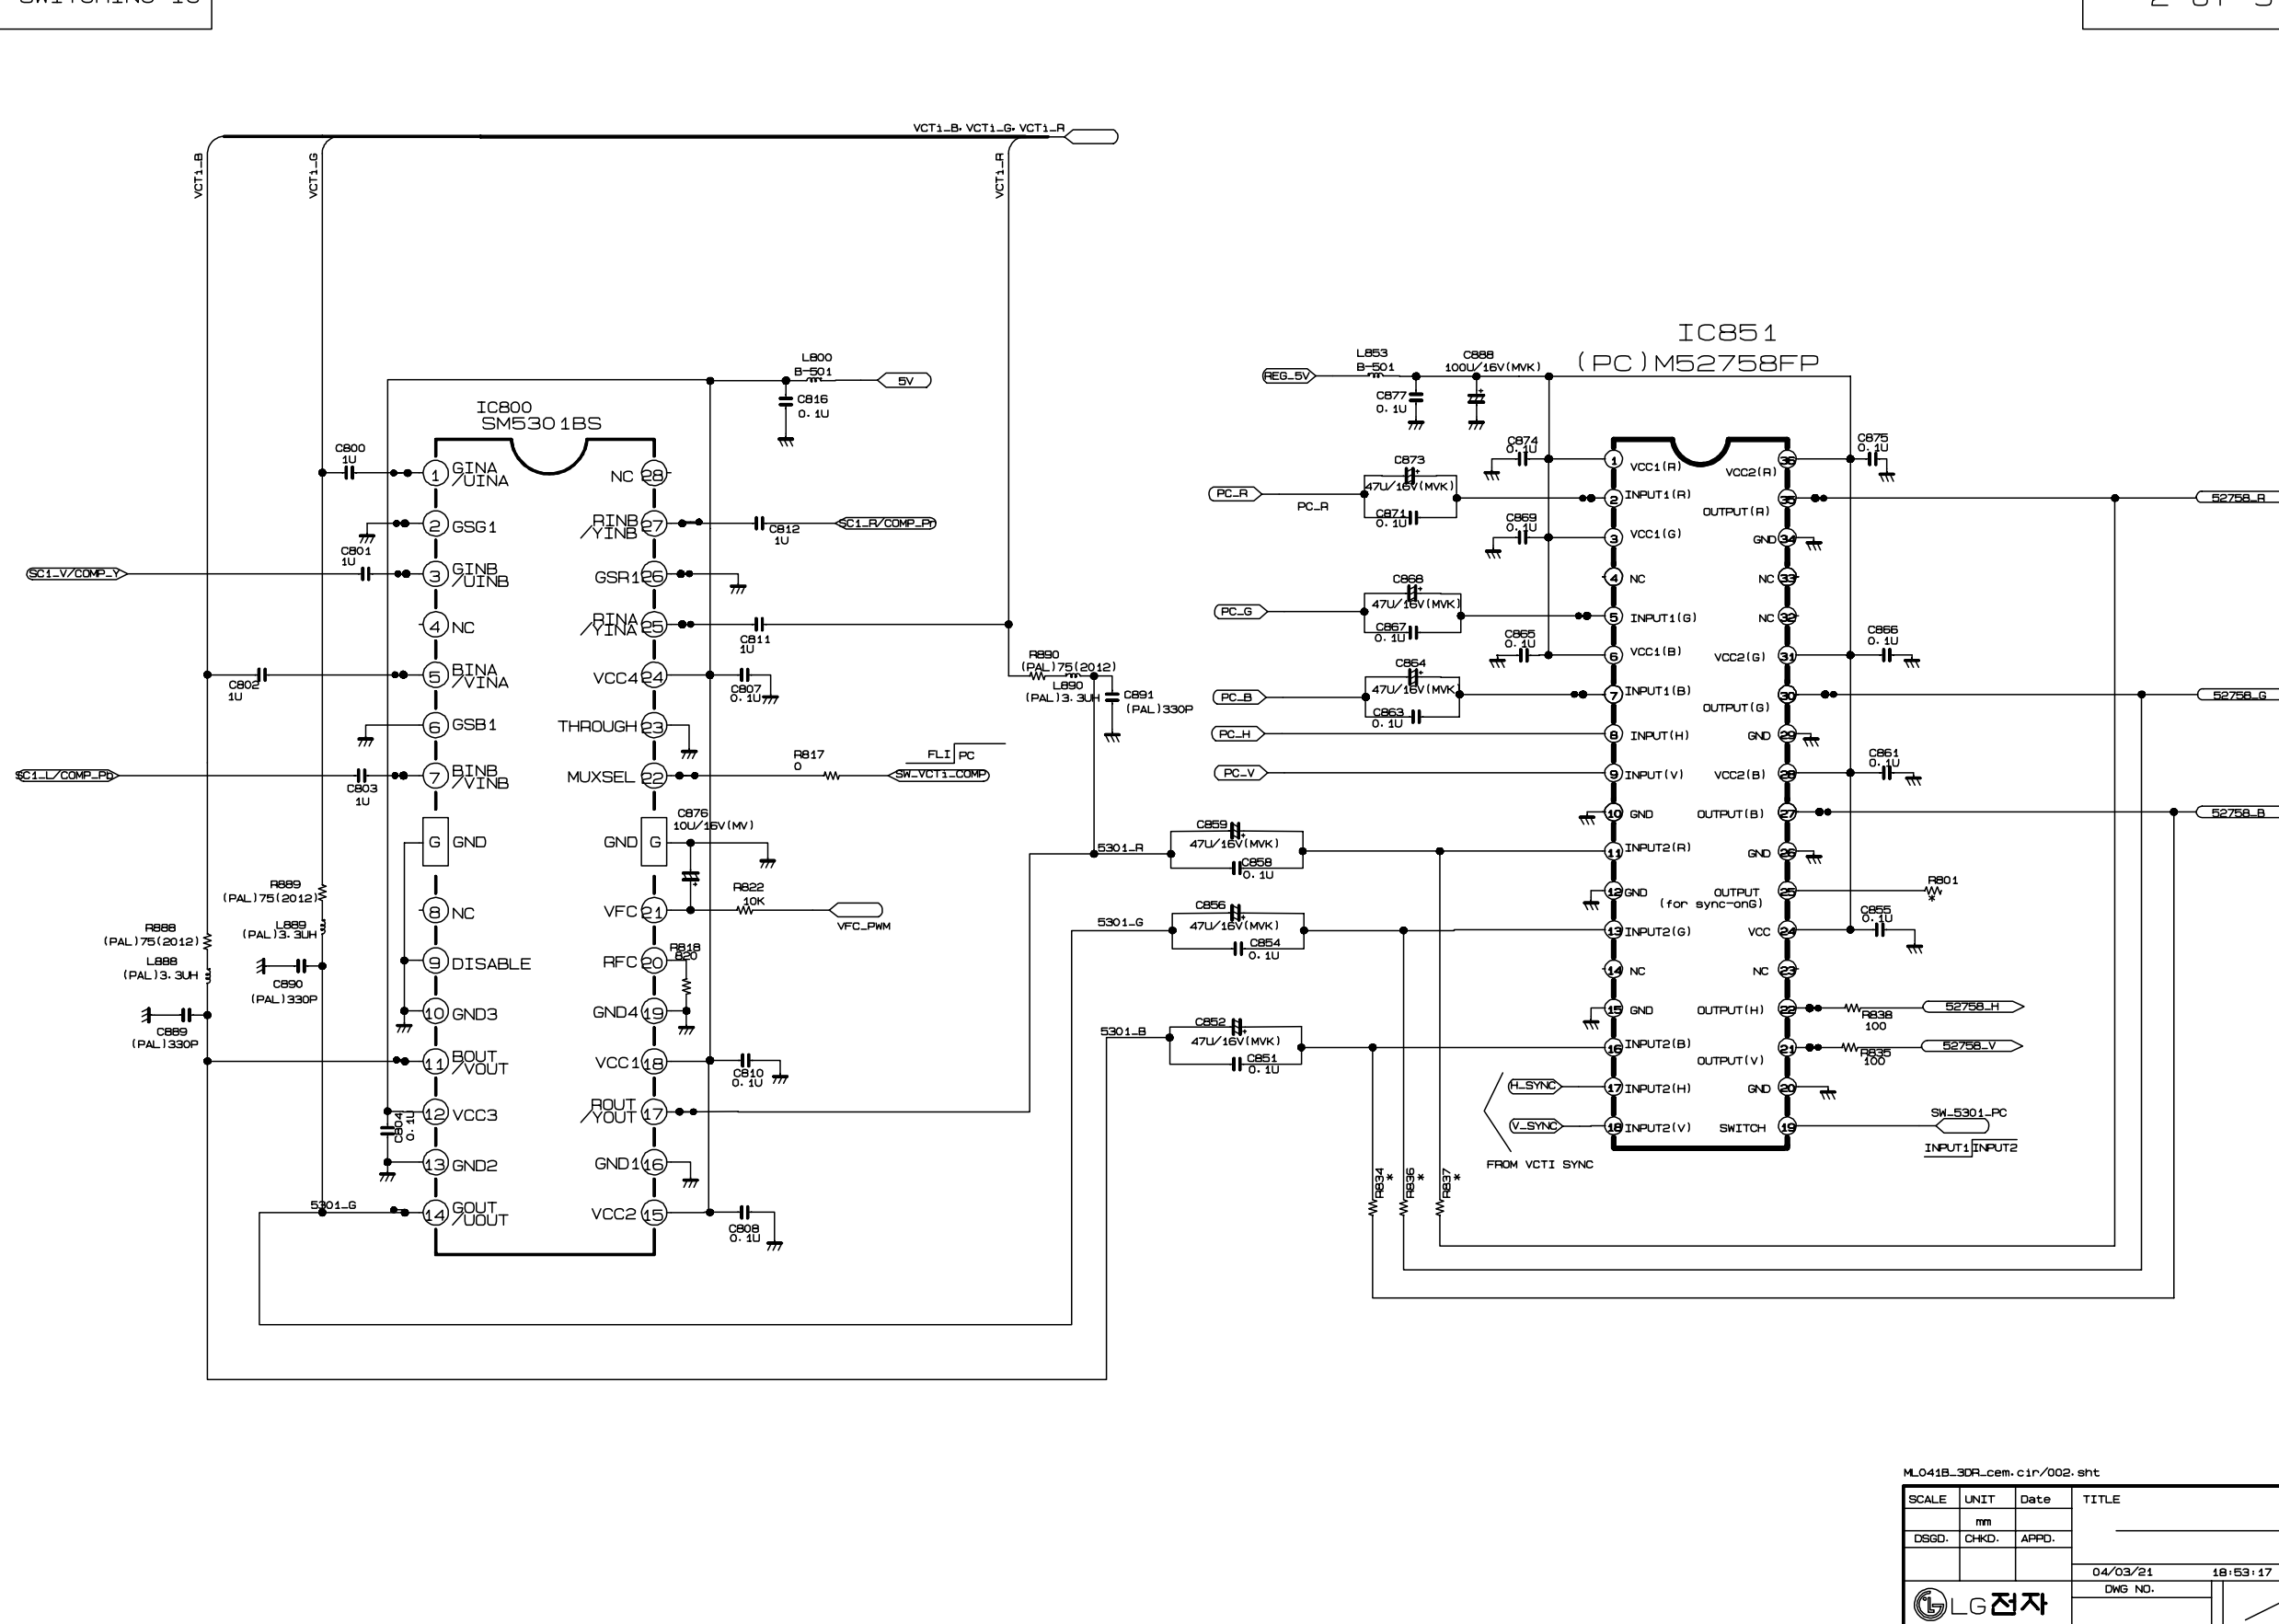 VCTi_B, VCTi_G, VCTi_R
VCTi_B
VCTi_G
VCTi_R
L800
B-501
5V
C816
0.1U
IC800
SM5301BS
C800
1U
1 GINA
/UINA
2 GSG1
C801
1U
SC1_V/COMP_Y
3 GINB
/UINB
4 NC
C802
1U
5 BINA
/VINA
6 GSB1
SC1_L/COMP_Pb
C803
1U
7 BINB
/VINB
G GND
8 NC
9 DISABLE
10 GND3
11 BOUT
/VOUT
12 VCC3
C804
0.1U
13 GND2
5301_G
14 GOUT
/UOUT
NC 28
RINB
/YINB 27
C812
1U
SC1_R/COMP_Pr
GSR1 26
RINA
/YINA 25
C811
1U
VCC4 24
C807
0.1U
THROUGH 23
MUXSEL 22
R817
0
FLI PC
SW_VCTi_COMP
C876
10U/16V(MV)
GND G
R822
10K
VFC 21
VFC_PWM
R818
820
RFC 20
GND4 19
VCC1 18
C810
0.1U
ROUT
/YOUT 17
GND1 16
VCC2 15
C808
0.1U
R889
(PAL)75(2012)
L889
(PAL)3.3UH
C890
(PAL)330P
R888
(PAL)75(2012)
L888
(PAL)3.3UH
C889
(PAL)330P
R890
(PAL)75(2012)
L890
(PAL)3.3UH
C891
(PAL)330P
IC851
(PC)M52758FP
REG_5V
L853
B-501
C888
100U/16V(MVK)
C877
0.1U
C874
0.1U
C875
0.1U
PC_R
PC_R
C873
47U/16V(MVK)
C871
0.1U
C869
0.1U
PC_G
C868
47U/16V(MVK)
C867
0.1U
C865
0.1U
C866
0.1U
PC_B
C864
47U/16V(MVK)
C863
0.1U
PC_H
PC_V
C861
0.1U
5301_R
C859
47U/16V(MVK)
C858
0.1U
5301_G
C856
47U/16V(MVK)
C854
0.1U
5301_B
C852
47U/16V(MVK)
C851
0.1U
1 VCC1(R)
2 INPUT1(R)
3 VCC1(G)
4 NC
5 INPUT1(G)
6 VCC1(B)
7 INPUT1(B)
8 INPUT(H)
9 INPUT(V)
10 GND
11 INPUT2(R)
12 GND
13 INPUT2(G)
14 NC
15 GND
16 INPUT2(B)
17 INPUT2(H)
18 INPUT2(V)
H_SYNC
V_SYNC
FROM VCTI SYNC
VCC2(R) 36
OUTPUT(R) 35
GND 34
NC 33
NC 32
VCC2(G) 31
OUTPUT(G) 30
GND 29
VCC2(B) 28
OUTPUT(B) 27
GND 26
OUTPUT 25
(for sync-onG)
VCC 24
NC 23
OUTPUT(H) 22
OUTPUT(V) 21
GND 20
SWITCH 19
52758_R
52758_G
52758_B
R801
*
C855
0.1U
52758_H
R838
100
52758_V
R835
100
SW_5301_PC
INPUT1 INPUT2
R834
*
R836
*
R837
*
ML041B_3DR_cem.cir/002.sht
SCALE UNIT Date TITLE
mm
DSGD. CHKD. APPD.
04/03/21 18:53:17
DWG NO.
LG전자